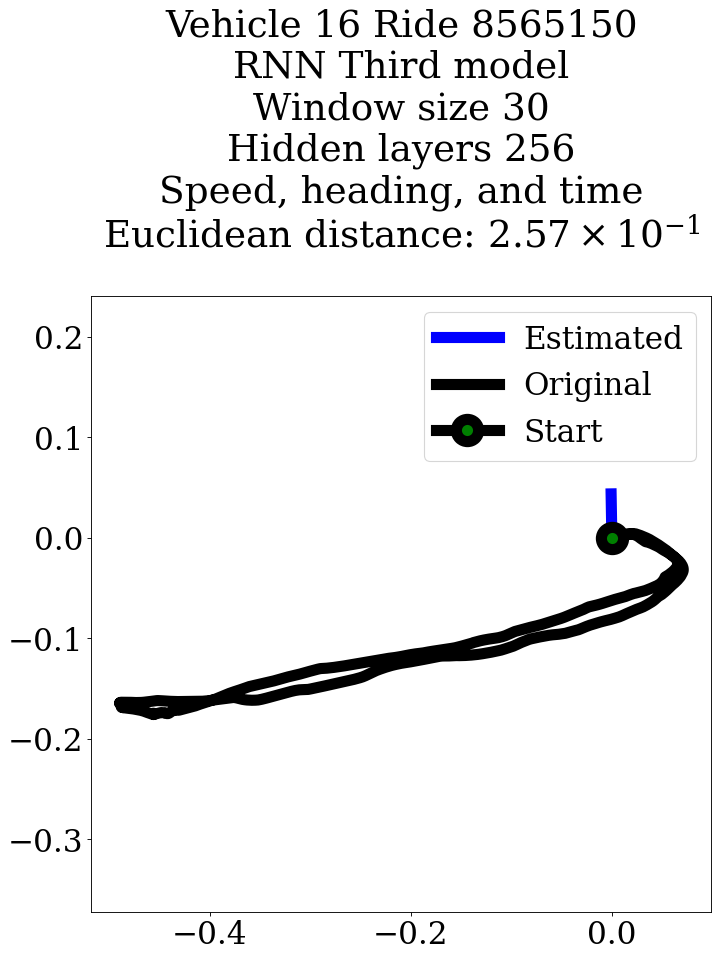 Vehicle 16 Ride 8565150
RNN Third model
Window size 30
Hidden layers 256
Speed, heading, and time
Euclidean distance: 2.57 × 10⁻¹
Estimated
Original
Start
0.2
0.1
0.0
−0.1
−0.2
−0.3
−0.4
−0.2
0.0